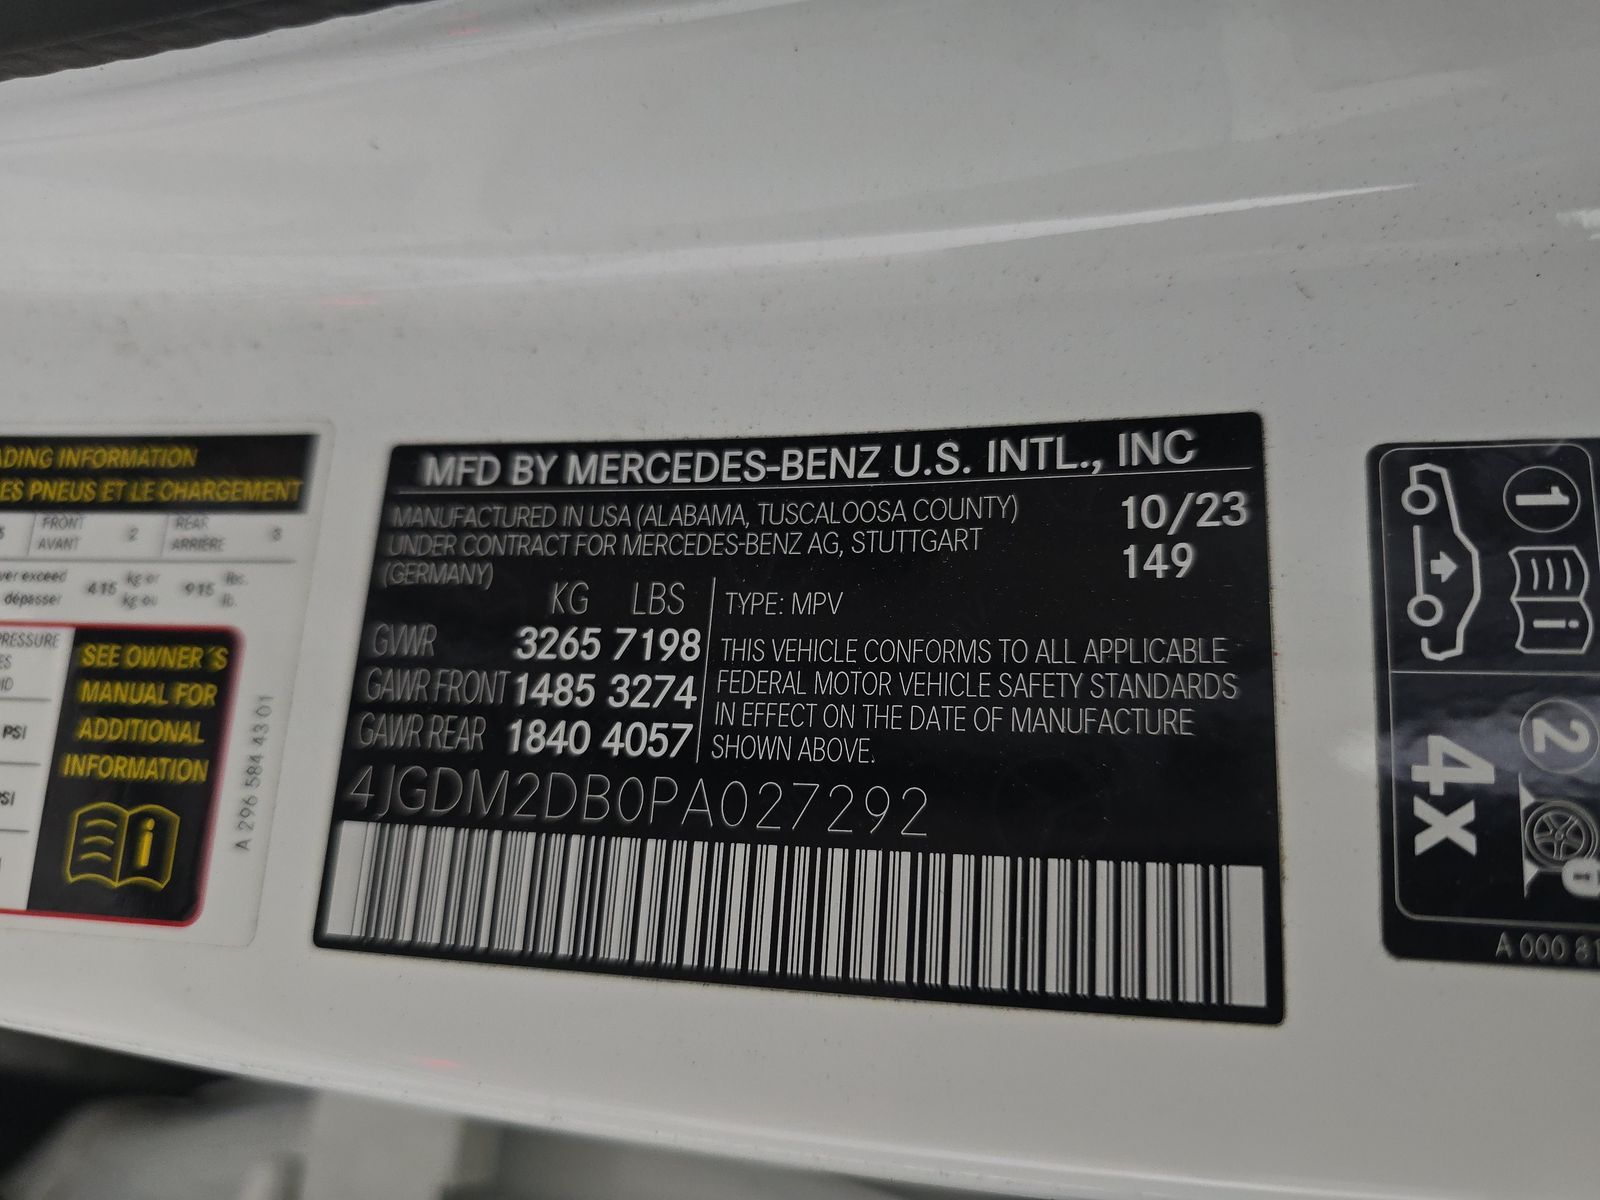 ADING INFORMATION
ES PNEUS ET LE CHARGEMENT
FRONT
AVANT
2
REAR
ARRIÈRE
3
ver exceed
dépasser
415
kg or
kg ou
915
lbs.
lb.
PRESSURE
ES
ID
PSI
PSI
SEE OWNER´S
MANUAL FOR
ADDITIONAL
INFORMATION
i
A 296 584 43 01
MFD BY MERCEDES-BENZ U.S. INTL., INC
MANUFACTURED IN USA (ALABAMA, TUSCALOOSA COUNTY)
UNDER CONTRACT FOR MERCEDES-BENZ AG, STUTTGART
(GERMANY)
10/23
149
KG LBS
GVWR 3265 7198
GAWR FRONT 1485 3274
GAWR REAR 1840 4057
TYPE: MPV
THIS VEHICLE CONFORMS TO ALL APPLICABLE
FEDERAL MOTOR VEHICLE SAFETY STANDARDS
IN EFFECT ON THE DATE OF MANUFACTURE
SHOWN ABOVE.
4JGDM2DB0PA027292
1
i
2
4x
A 000 81